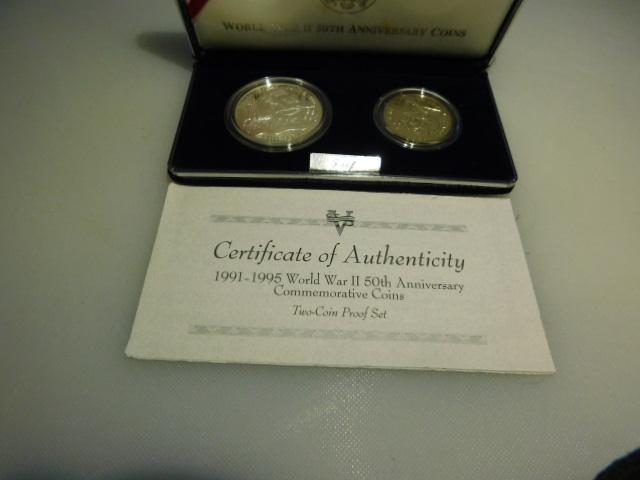 WORLD WAR II 50TH ANNIVERSARY COINS
Certificate of Authenticity
1991-1995 World War II 50th Anniversary
Commemorative Coins
Two-Coin Proof Set